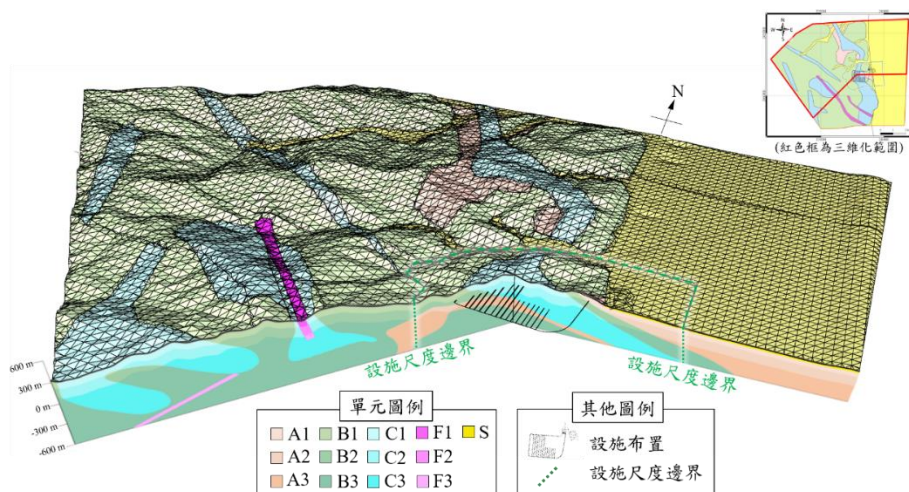 (紅色框為三維化範圍)
N
設施尺度邊界
設施尺度邊界
600 m
300 m
0 m
-300 m
-600 m
單元圖例
A1 B1 C1 F1 S
A2 B2 C2 F2
A3 B3 C3 F3
其他圖例
設施布置
設施尺度邊界